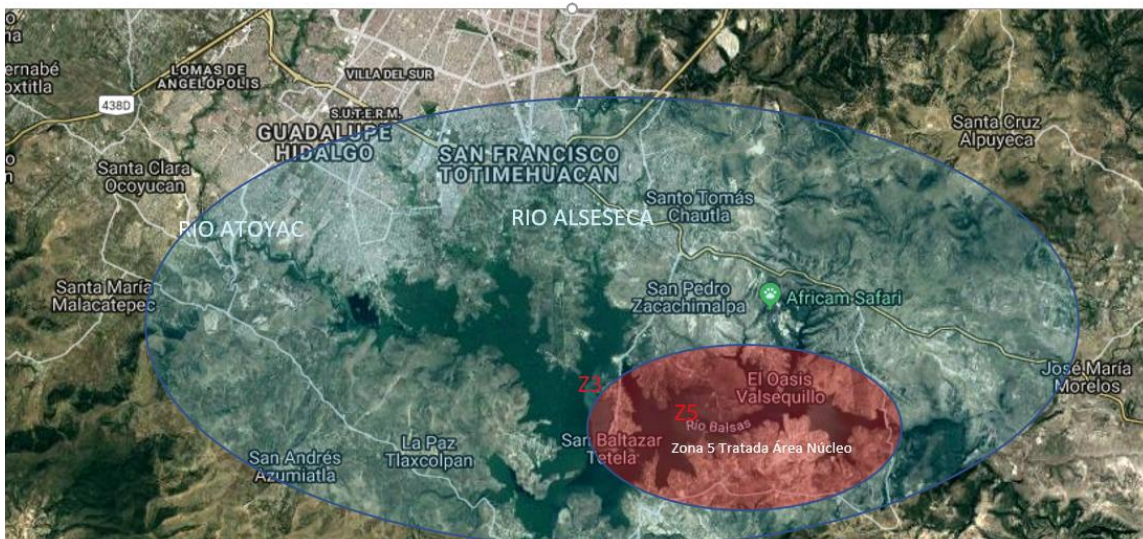 ernabé
oxtitla
LOMAS DE
ANGELÓPOLIS
VILLA DEL SUR
438D
S.U.T.E.R.M.
GUADALUPE
HIDALGO
SAN FRANCISCO
TOTIMEHUACAN
Santa Cruz
Alpuyeca
Santa Clara
Ocoyucan
Santo Tomás
Chautla
RIO ATOYAC
RIO ALSESECA
Santa María
Malacatepec
San Pedro
Zacachimalpa
Africam Safari
José María
Morelos
Z3
El Oasis
Valsequillo
Z5
Río Balsas
San Baltazar
Tetela
Zona 5 Tratada Área Núcleo
La Paz
Tlaxcolpan
San Andrés
Azumiatla